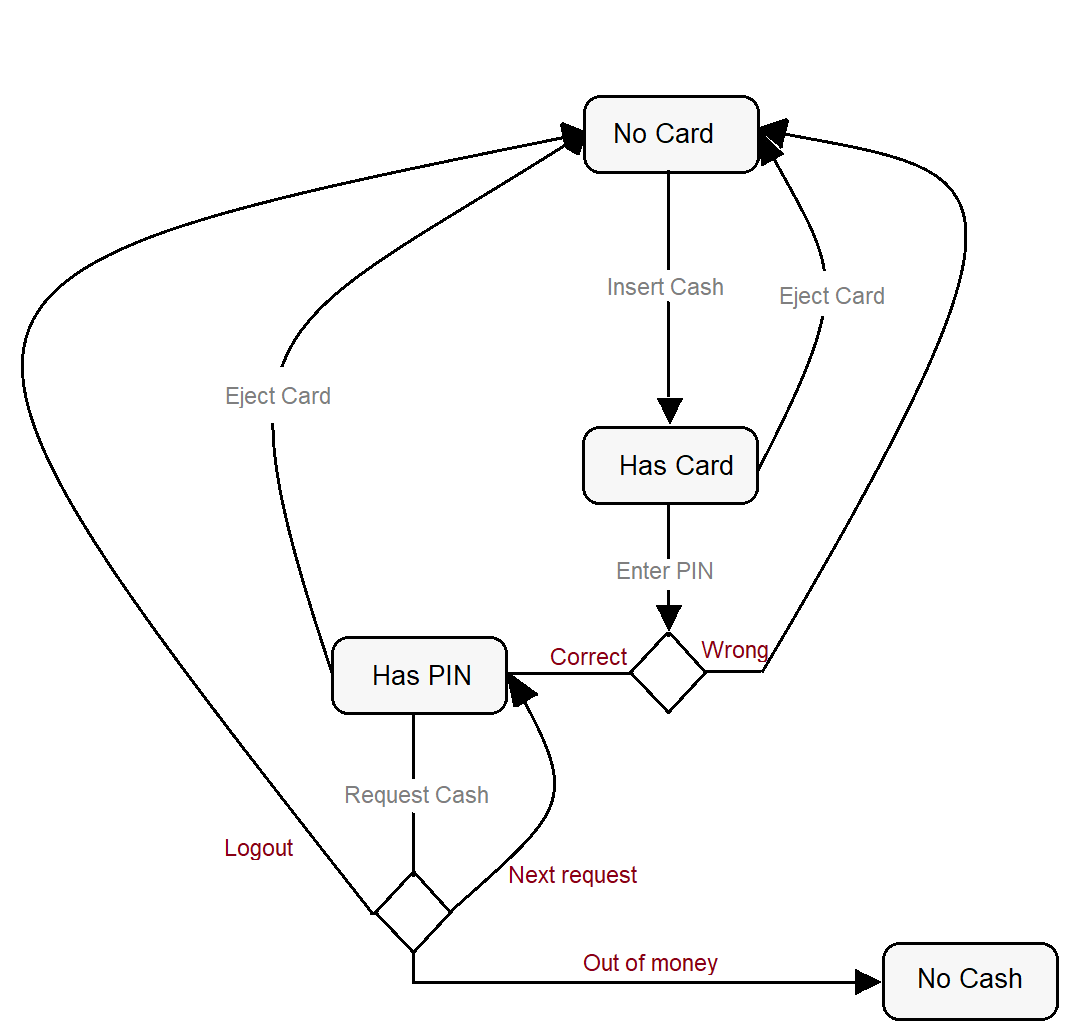 No Card
Insert Cash
Eject Card
Eject Card
Has Card
Enter PIN
Correct
Wrong
Has PIN
Request Cash
Logout
Next request
Out of money
No Cash